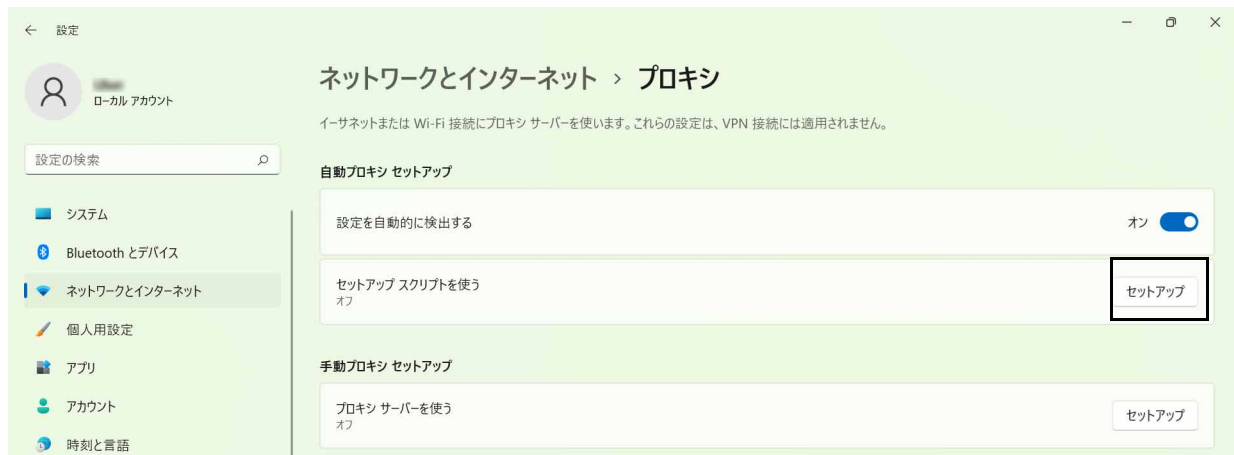 設定
ローカル アカウント
設定の検索
システム
Bluetooth とデバイス
ネットワークとインターネット
個人用設定
アプリ
アカウント
時刻と言語
ネットワークとインターネット › プロキシ
イーサネットまたは Wi-Fi 接続にプロキシ サーバーを使います。これらの設定は、VPN 接続には適用されません。
自動プロキシ セットアップ
設定を自動的に検出する
オン
セットアップ スクリプトを使う
オフ
セットアップ
手動プロキシ セットアップ
プロキシ サーバーを使う
オフ
セットアップ